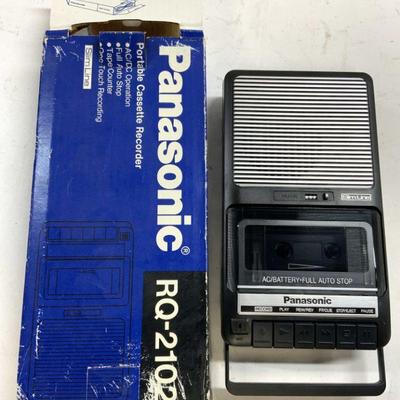 Panasonic®
RQ-2102
Portable Cassette Recorder
•AC/DC Operation
•Full Auto Stop
•Tape Counter
•One Touch Recording
SlimLine
SlimLine
AC/BATTERY•FULL AUTO STOP
Panasonic
RECORD PLAY REW/REV FF/CUE STOP/EJECT PAUSE